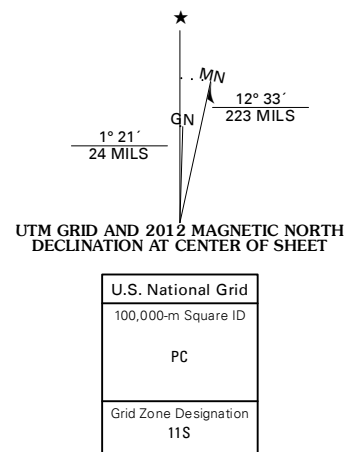 MN
GN
12° 33´
223 MILS
1° 21´
24 MILS
UTM GRID AND 2012 MAGNETIC NORTH
DECLINATION AT CENTER OF SHEET
U.S. National Grid
100,000-m Square ID
PC
Grid Zone Designation
11S